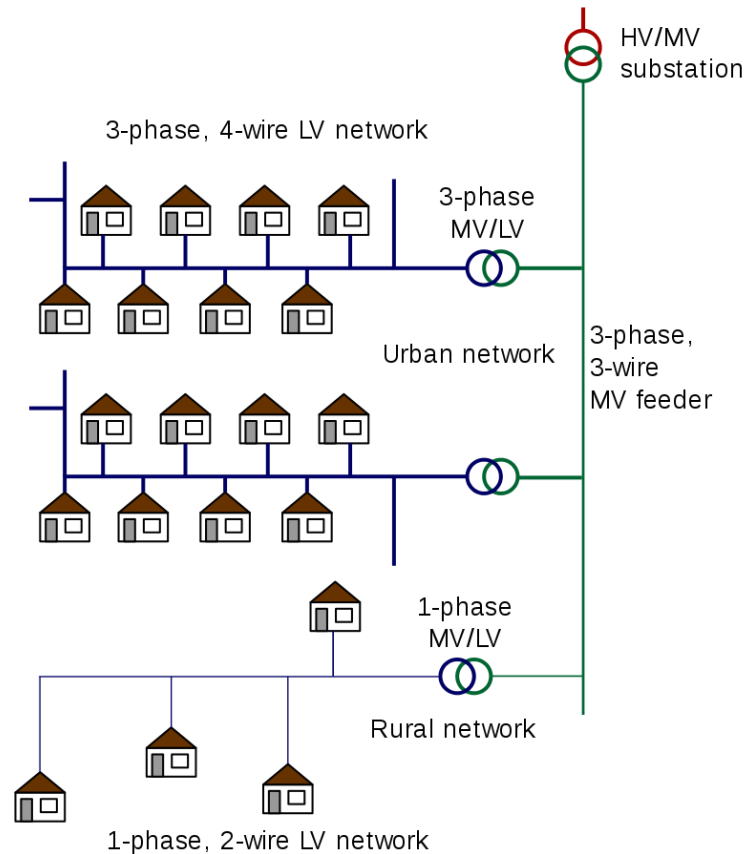 HV/MV
substation
3-phase, 4-wire LV network
3-phase
MV/LV
Urban network
3-phase,
3-wire
MV feeder
1-phase
MV/LV
Rural network
1-phase, 2-wire LV network